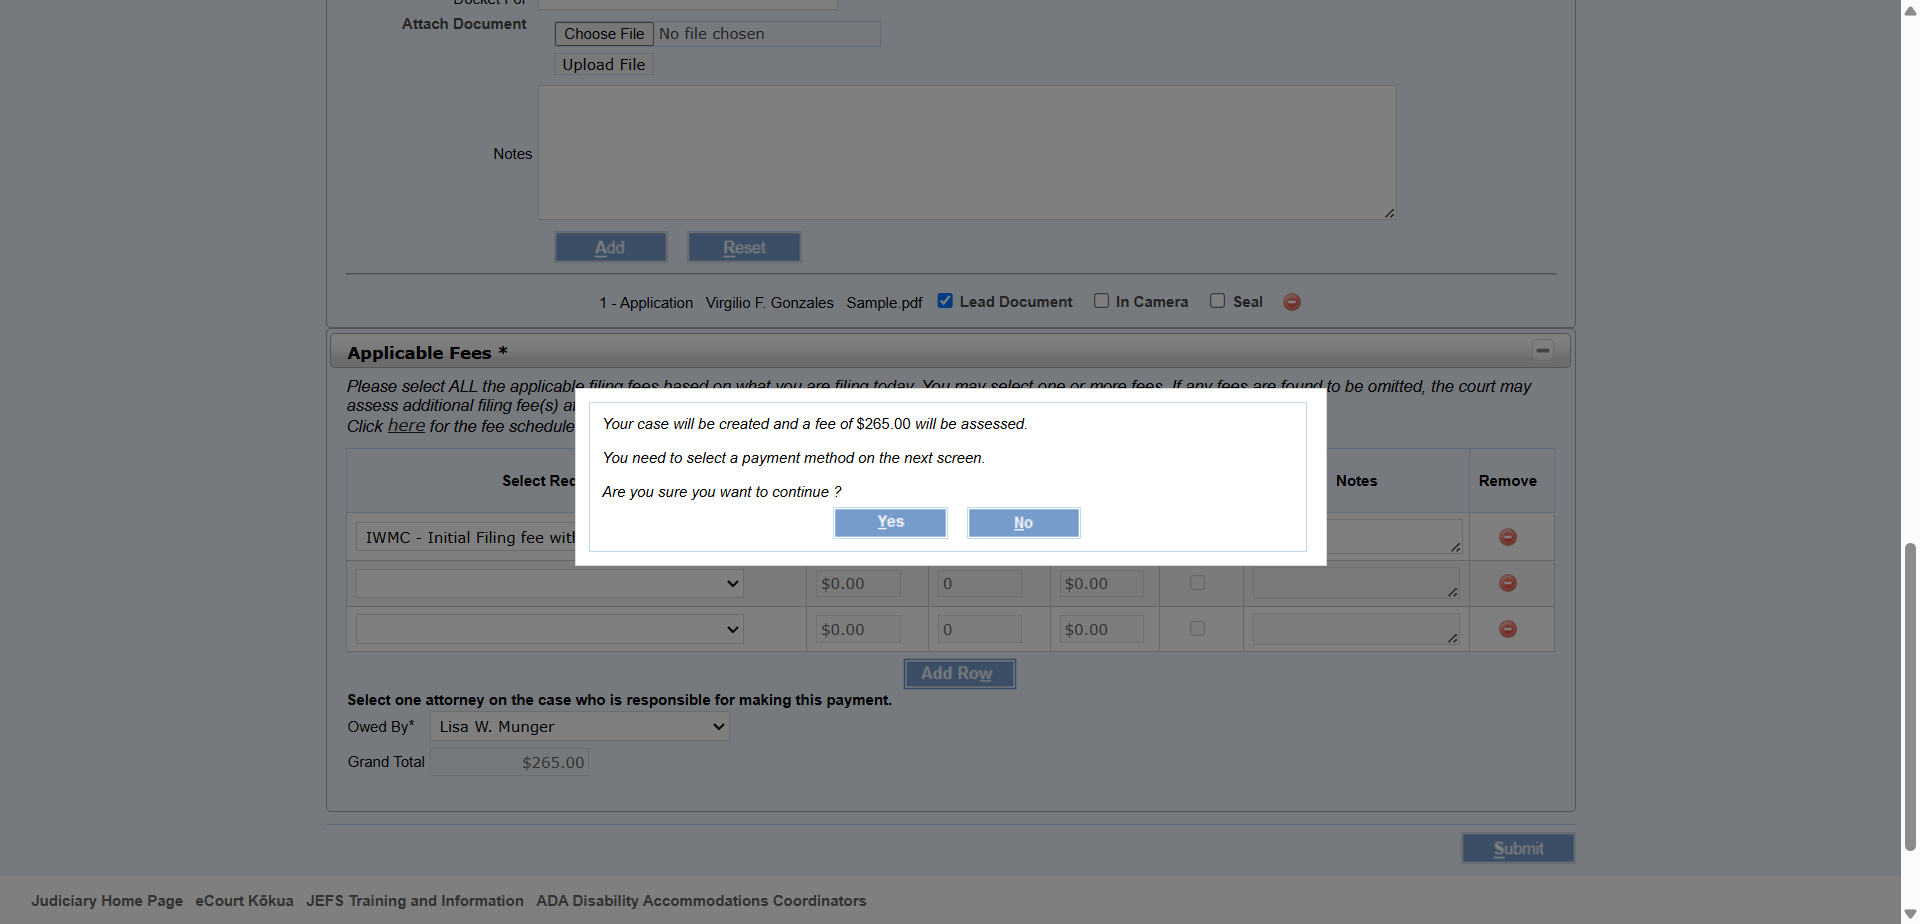 Attach Document
Choose File No file chosen
Upload File
Notes
Add Reset
1 - Application Virgilio F. Gonzales Sample.pdf Lead Document In Camera Seal
Applicable Fees *
Please select ALL the applicable filing fees based on what you are filing today. You may select one or more fees. If any fees are found to be omitted, the court may
assess additional filing fee(s)
Click here for the fee schedule
Your case will be created and a fee of $265.00 will be assessed.
You need to select a payment method on the next screen.
Are you sure you want to continue ?
Yes No
Select Notes Remove
IWMC - Initial Filing fee
$0.00 0 $0.00
$0.00 0 $0.00
Add Row
Select one attorney on the case who is responsible for making this payment.
Owed By* Lisa W. Munger
Grand Total $265.00
Submit
Judiciary Home Page eCourt Kōkua JEFS Training and Information ADA Disability Accommodations Coordinators